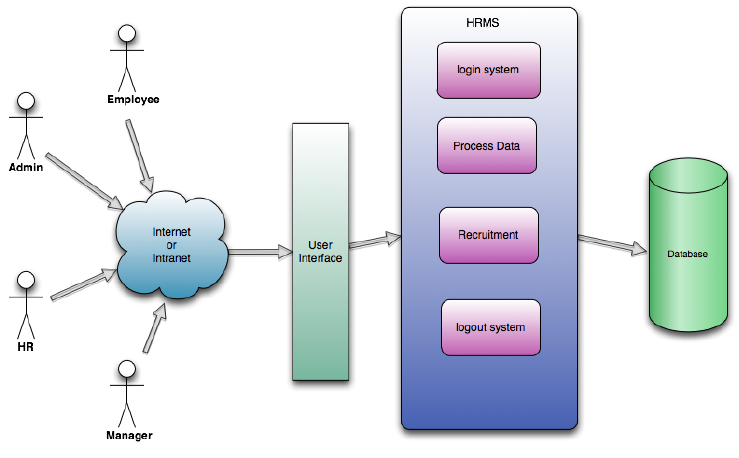 Employee
Admin
HR
Manager
Internet
or
Intranet
User
Interface
HRMS
login system
Process Data
Recruitment
logout system
Database